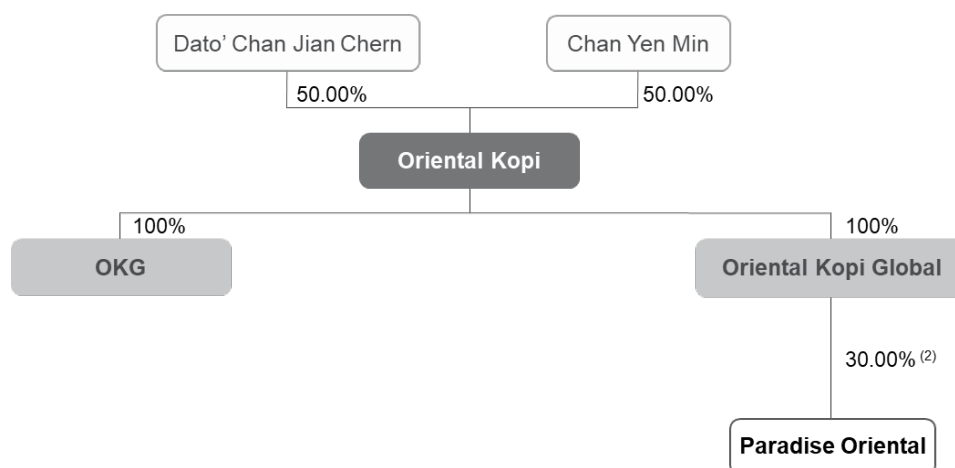 Dato’ Chan Jian Chern
Chan Yen Min
50.00%
50.00%
Oriental Kopi
100%
100%
OKG
Oriental Kopi Global
30.00% (2)
Paradise Oriental